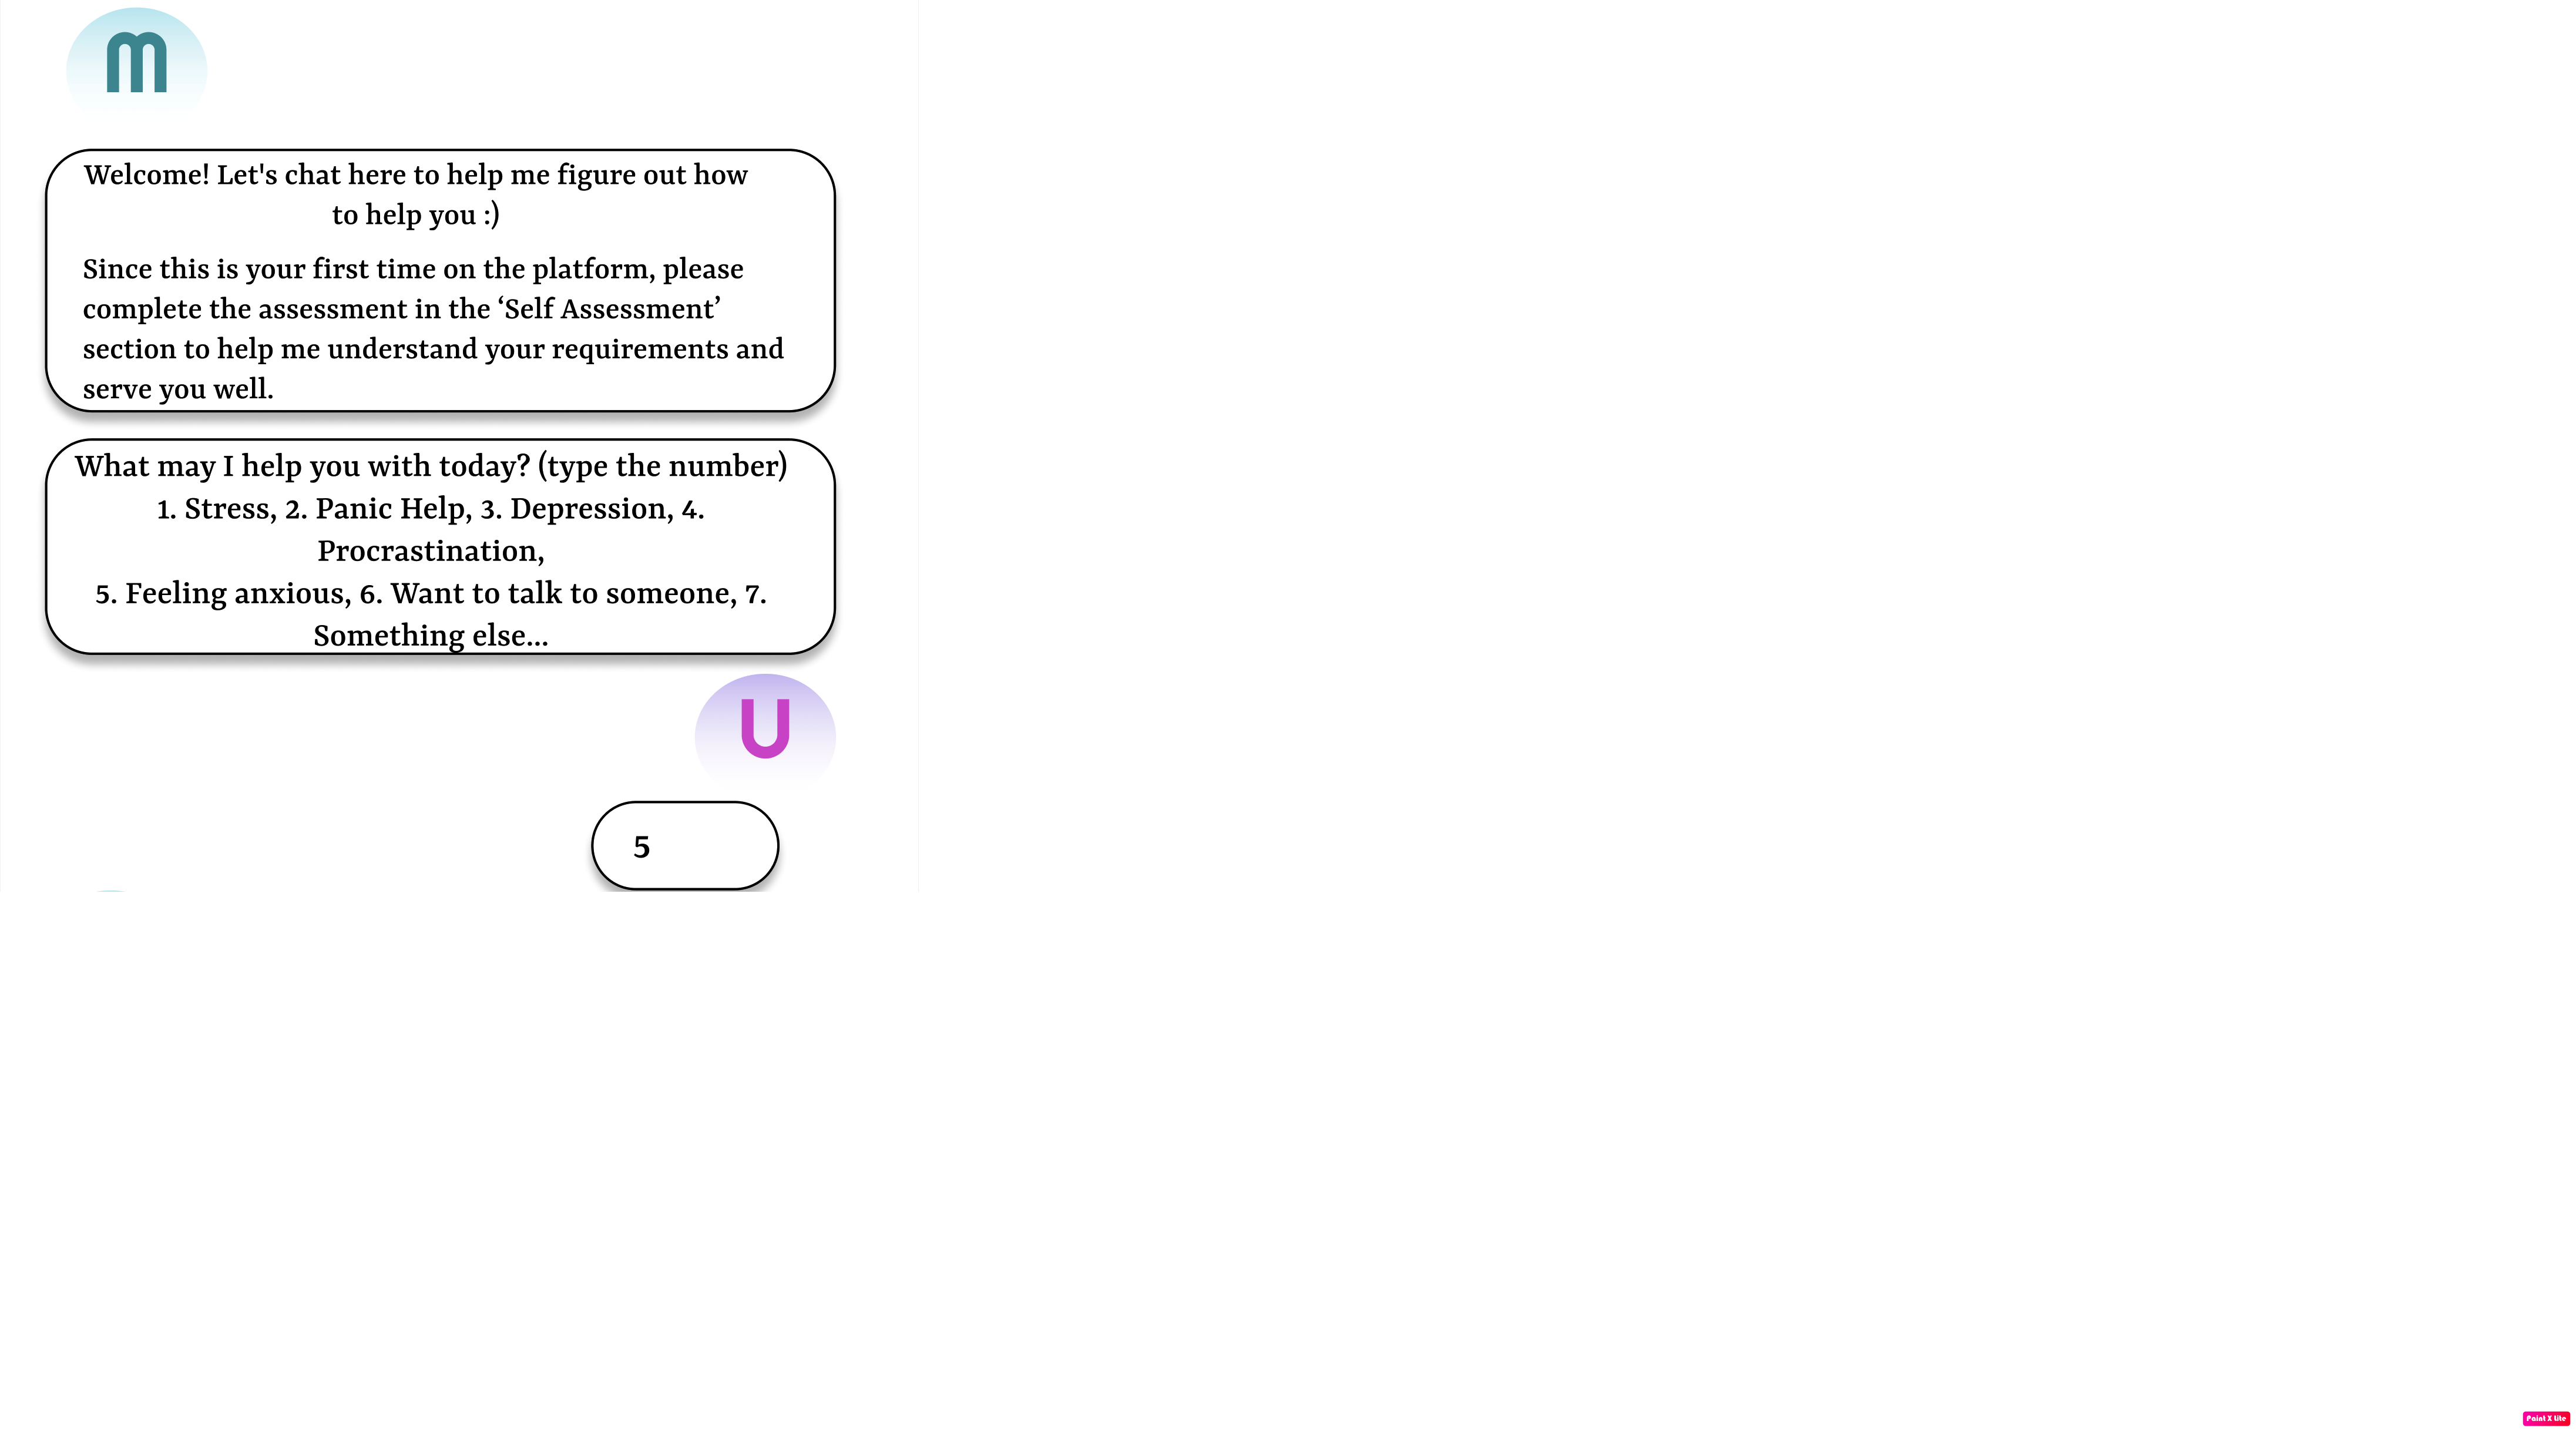 m
Welcome! Let's chat here to help me figure out how
to help you :)
Since this is your first time on the platform, please
complete the assessment in the ‘Self Assessment’
section to help me understand your requirements and
serve you well.
What may I help you with today? (type the number)
1. Stress, 2. Panic Help, 3. Depression, 4.
Procrastination,
5. Feeling anxious, 6. Want to talk to someone, 7.
Something else...
U
5
Paint X Lite